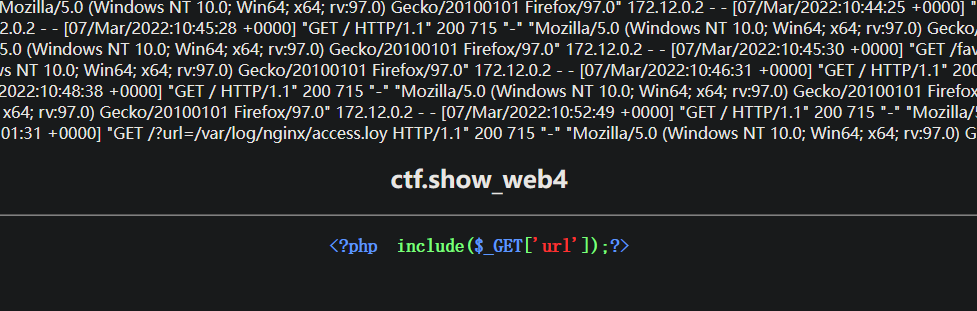 "Mozilla/5.0 (Windows NT 10.0; Win64; x64; rv:97.0) Gecko/20100101 Firefox/97.0" 172.12.0.2 - - [07/Mar/2022:10:44:25 +0000] "
2.0.2 - - [07/Mar/2022:10:45:28 +0000] "GET / HTTP/1.1" 200 715 "-" "Mozilla/5.0 (Windows NT 10.0; Win64; x64; rv:97.0) Gecko/
5.0 (Windows NT 10.0; Win64; x64; rv:97.0) Gecko/20100101 Firefox/97.0" 172.12.0.2 - - [07/Mar/2022:10:45:30 +0000] "GET /fav
ws NT 10.0; Win64; x64; rv:97.0) Gecko/20100101 Firefox/97.0" 172.12.0.2 - - [07/Mar/2022:10:46:31 +0000] "GET / HTTP/1.1" 200
2022:10:48:38 +0000] "GET / HTTP/1.1" 200 715 "-" "Mozilla/5.0 (Windows NT 10.0; Win64; x64; rv:97.0) Gecko/20100101 Firefox
x64; rv:97.0) Gecko/20100101 Firefox/97.0" 172.12.0.2 - - [07/Mar/2022:10:52:49 +0000] "GET / HTTP/1.1" 200 715 "-" "Mozilla/
01:31 +0000] "GET /?url=/var/log/nginx/access.loy HTTP/1.1" 200 715 "-" "Mozilla/5.0 (Windows NT 10.0; Win64; x64; rv:97.0) G
ctf.show_web4
<?php include($_GET['url']);?>